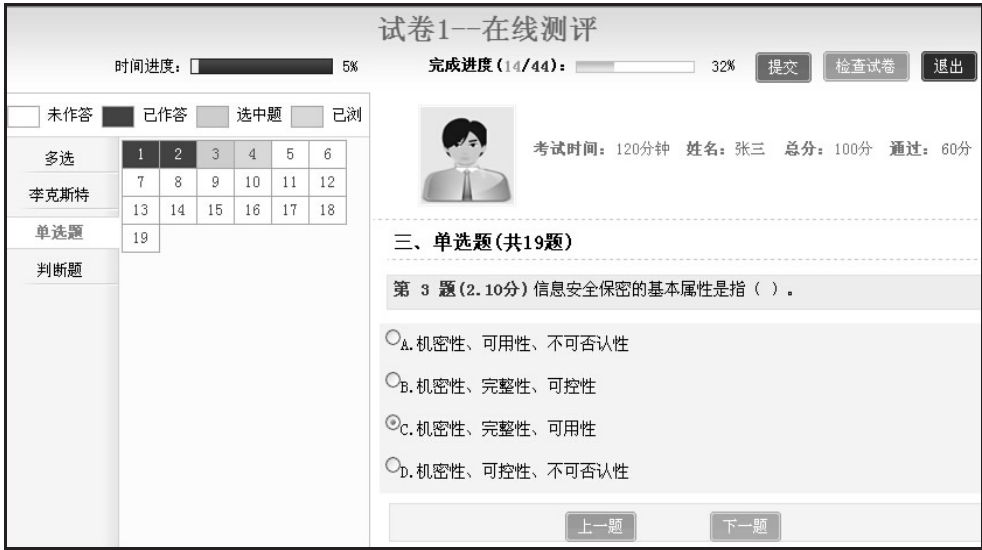 试卷1--在线测评
时间进度： 5% 完成进度(14/44)： 32% 提交 检查试卷 退出
未作答 已作答 选中题 已浏
多选
李克斯特
单选题
判断题
1 2 3 4 5 6
7 8 9 10 11 12
13 14 15 16 17 18
19
考试时间：120分钟 姓名：张三 总分：100分 通过：60分
三、单选题(共19题)
第 3 题(2.10分)信息安全保密的基本属性是指（ ）。
A.机密性、可用性、不可否认性
B.机密性、完整性、可控性
C.机密性、完整性、可用性
D.机密性、可控性、不可否认性
上一题 下一题